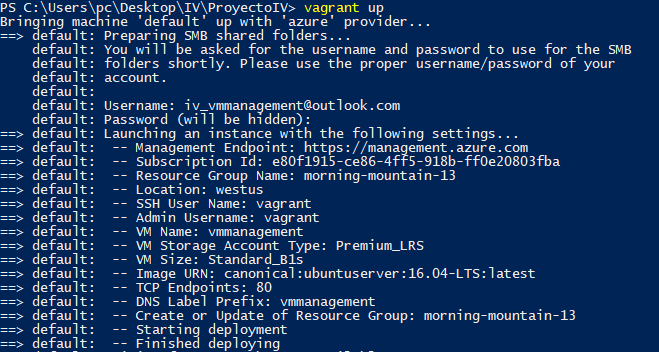 PS C:\Users\pc\Desktop\IV\ProyectoIV> vagrant up
Bringing machine 'default' up with 'azure' provider...
==> default: Preparing SMB shared folders...
    default: You will be asked for the username and password to use for the SMB
    default: folders shortly. Please use the proper username/password of your
    default: account.
    default:
    default: Username: iv_vmmanagement@outlook.com
    default: Password (will be hidden):
==> default: Launching an instance with the following settings...
==> default:  -- Management Endpoint: https://management.azure.com
==> default:  -- Subscription Id: e80f1915-ce86-4ff5-918b-ff0e20803fba
==> default:  -- Resource Group Name: morning-mountain-13
==> default:  -- Location: westus
==> default:  -- SSH User Name: vagrant
==> default:  -- Admin Username: vagrant
==> default:  -- VM Name: vmmanagement
==> default:  -- VM Storage Account Type: Premium_LRS
==> default:  -- VM Size: Standard_B1s
==> default:  -- Image URN: canonical:ubuntuserver:16.04-LTS:latest
==> default:  -- TCP Endpoints: 80
==> default:  -- DNS Label Prefix: vmmanagement
==> default:  -- Create or Update of Resource Group: morning-mountain-13
==> default:  -- Starting deployment
==> default:  -- Finished deploying